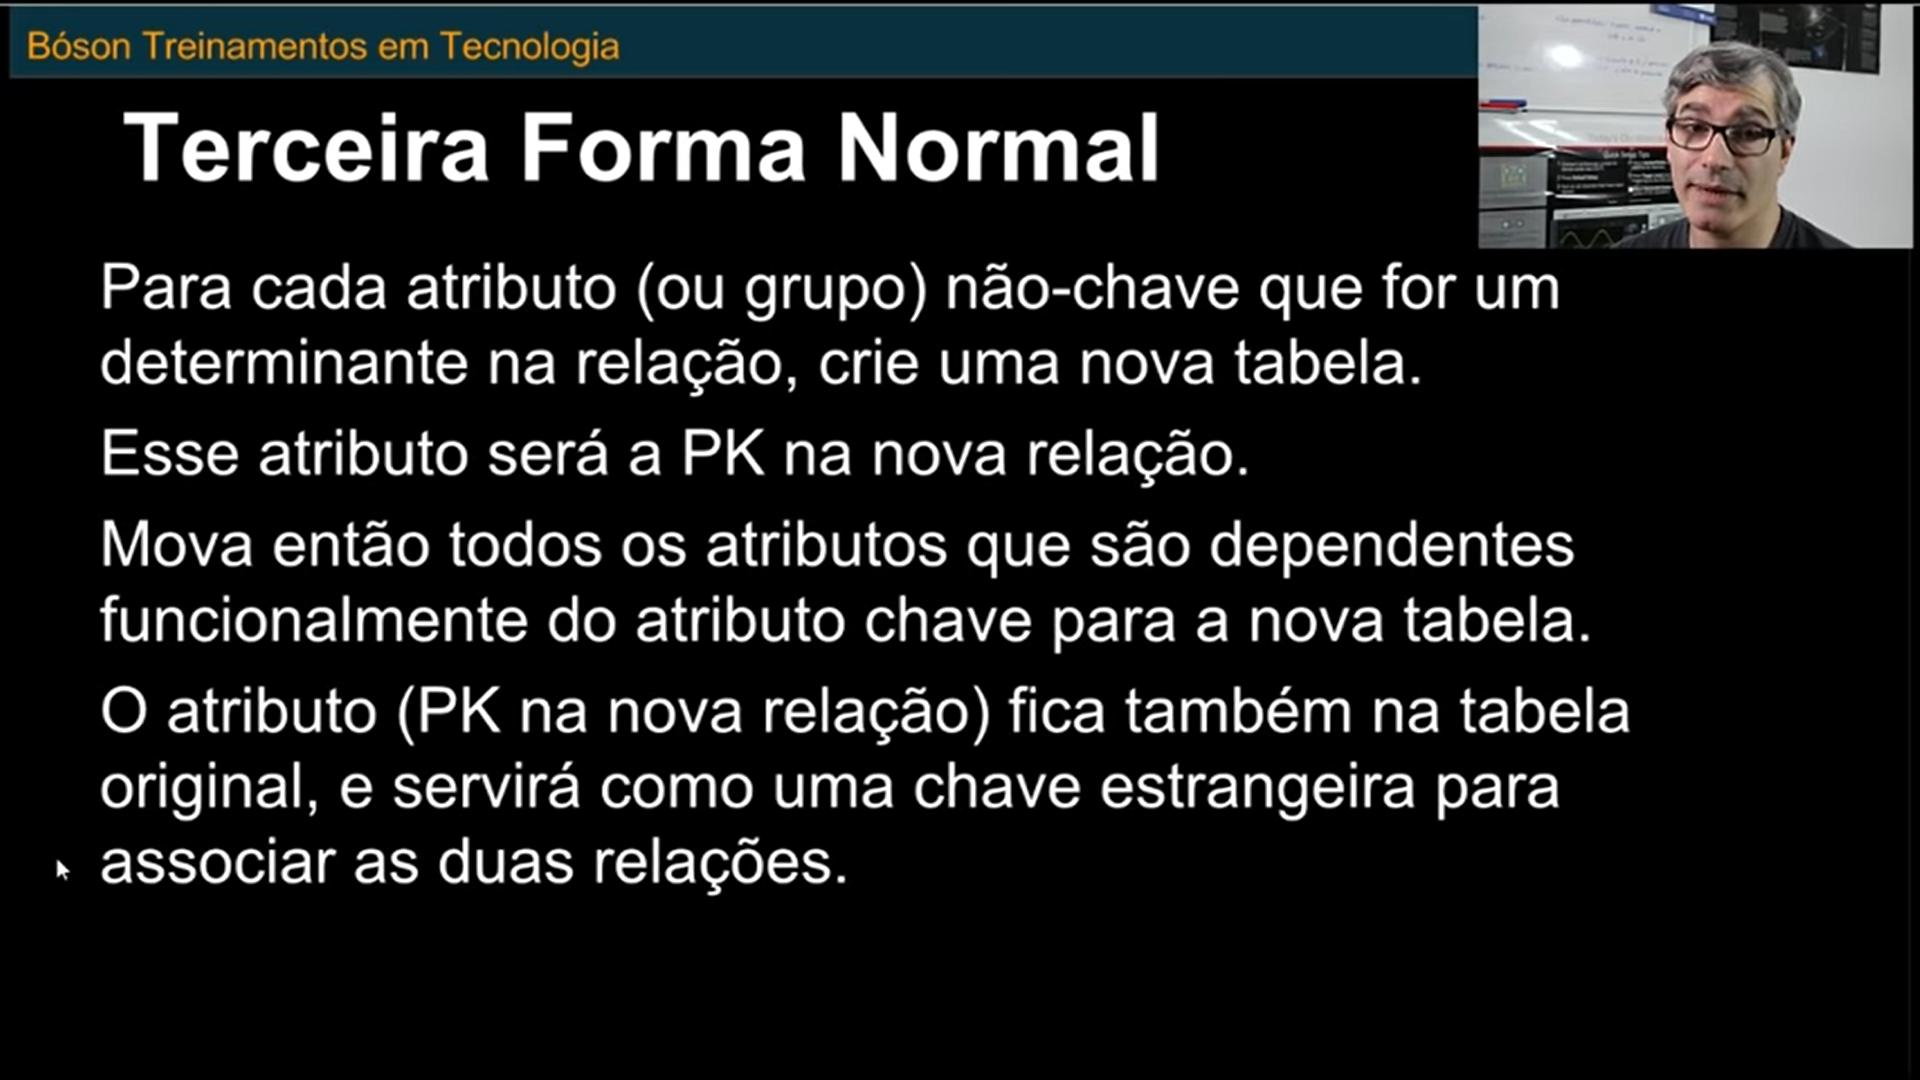 Bóson Treinamentos em Tecnologia
Terceira Forma Normal
Para cada atributo (ou grupo) não-chave que for um
determinante na relação, crie uma nova tabela.
Esse atributo será a PK na nova relação.
Mova então todos os atributos que são dependentes
funcionalmente do atributo chave para a nova tabela.
O atributo (PK na nova relação) fica também na tabela
original, e servirá como uma chave estrangeira para
associar as duas relações.